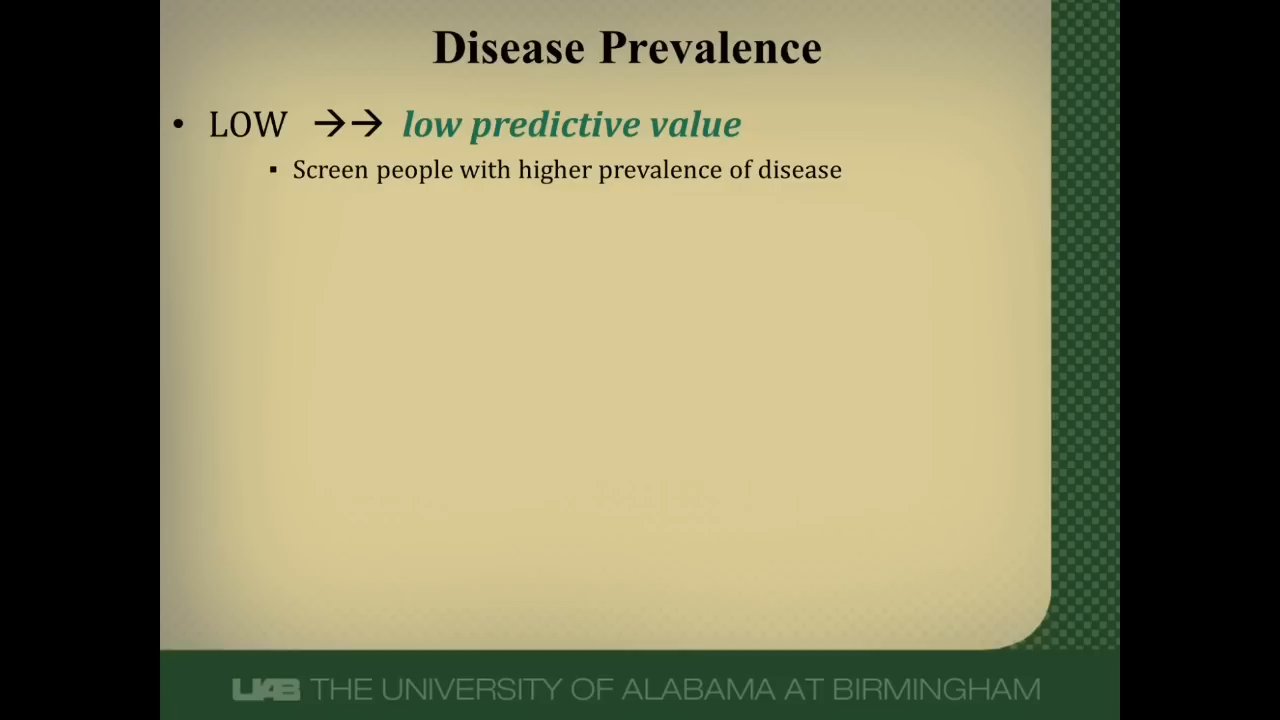 Disease Prevalence
• LOW →→ low predictive value
▪ Screen people with higher prevalence of disease
UAB THE UNIVERSITY OF ALABAMA AT BIRMINGHAM